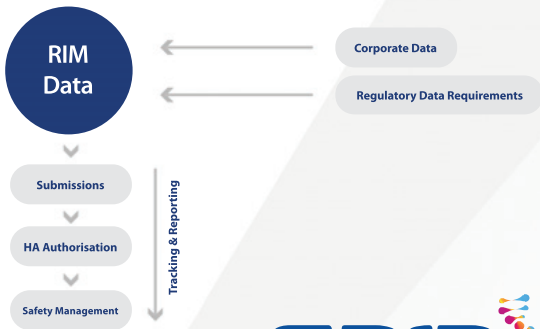 RIM
Data
Corporate Data
Regulatory Data Requirements
Submissions
HA Authorisation
Safety Management
Tracking & Reporting